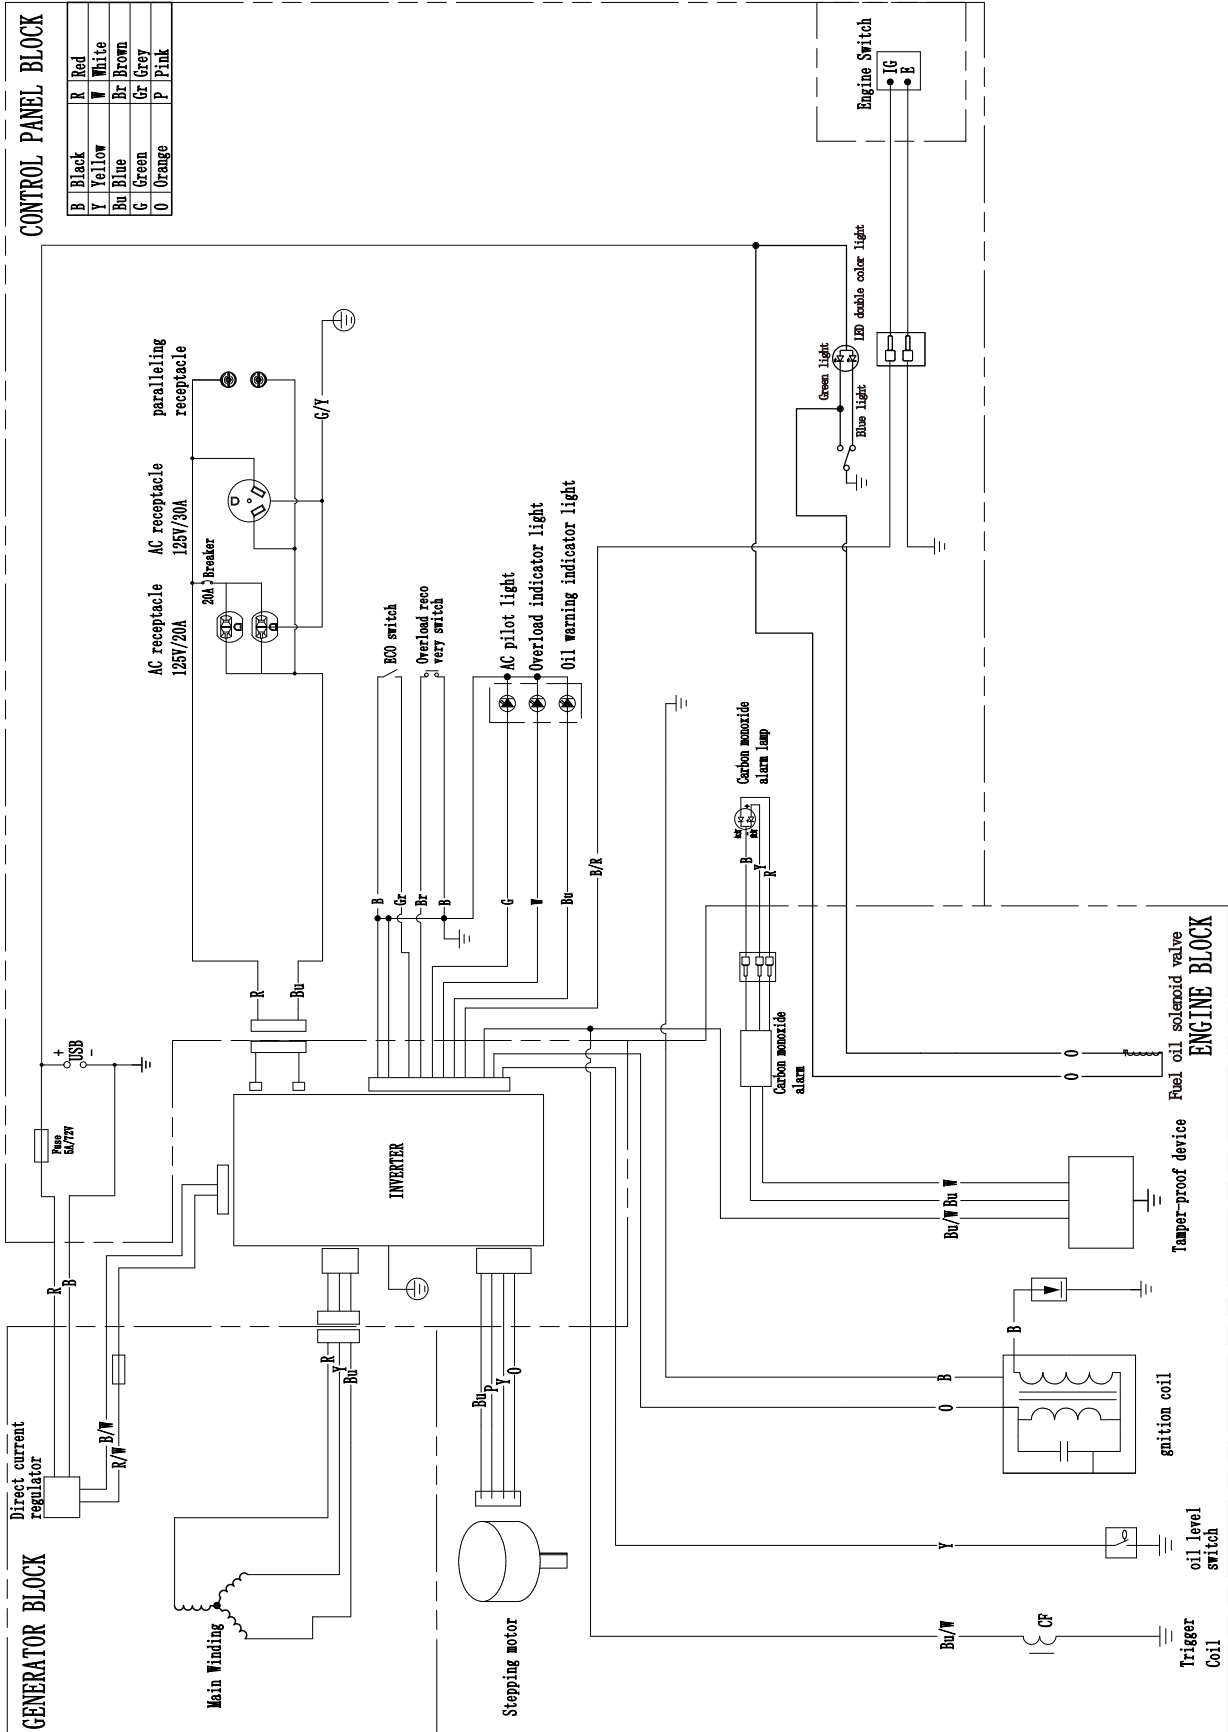 CONTROL PANEL BLOCK
B Black R Red
Y Yellow W White
Bu Blue Br Brown
G Green Gr Grey
O Orange P Pink
Engine Switch
IG
E
paralleling
receptacle
G/Y
AC receptacle
125V/30A
20A
Breaker
AC receptacle
125V/20A
ECO switch
Overload reco
very switch
AC pilot light
Overload indicator light
Oil warning indicator light
B
Gr
Br
B
G
W
Bu
B/R
LED double color light
Green light
Blue light
Carbon monoxide
alarm lamp
B
Y
R
Carbon monoxide
alarm
R
Bu
+
USB
-
Fuse
5A/72V
R
B
INVERTER
ENGINE BLOCK
Fuel oil solenoid valve
O
O
Tamper-proof device
Bu/W
Bu
W
B
gnition coil
B
O
oil level
switch
Y
Trigger
Coil
CF
Bu/W
GENERATOR BLOCK
Direct current
regulator
B/W
R/W
Main Winding
R
Y
Bu
Stepping motor
Bu
P
Y
O